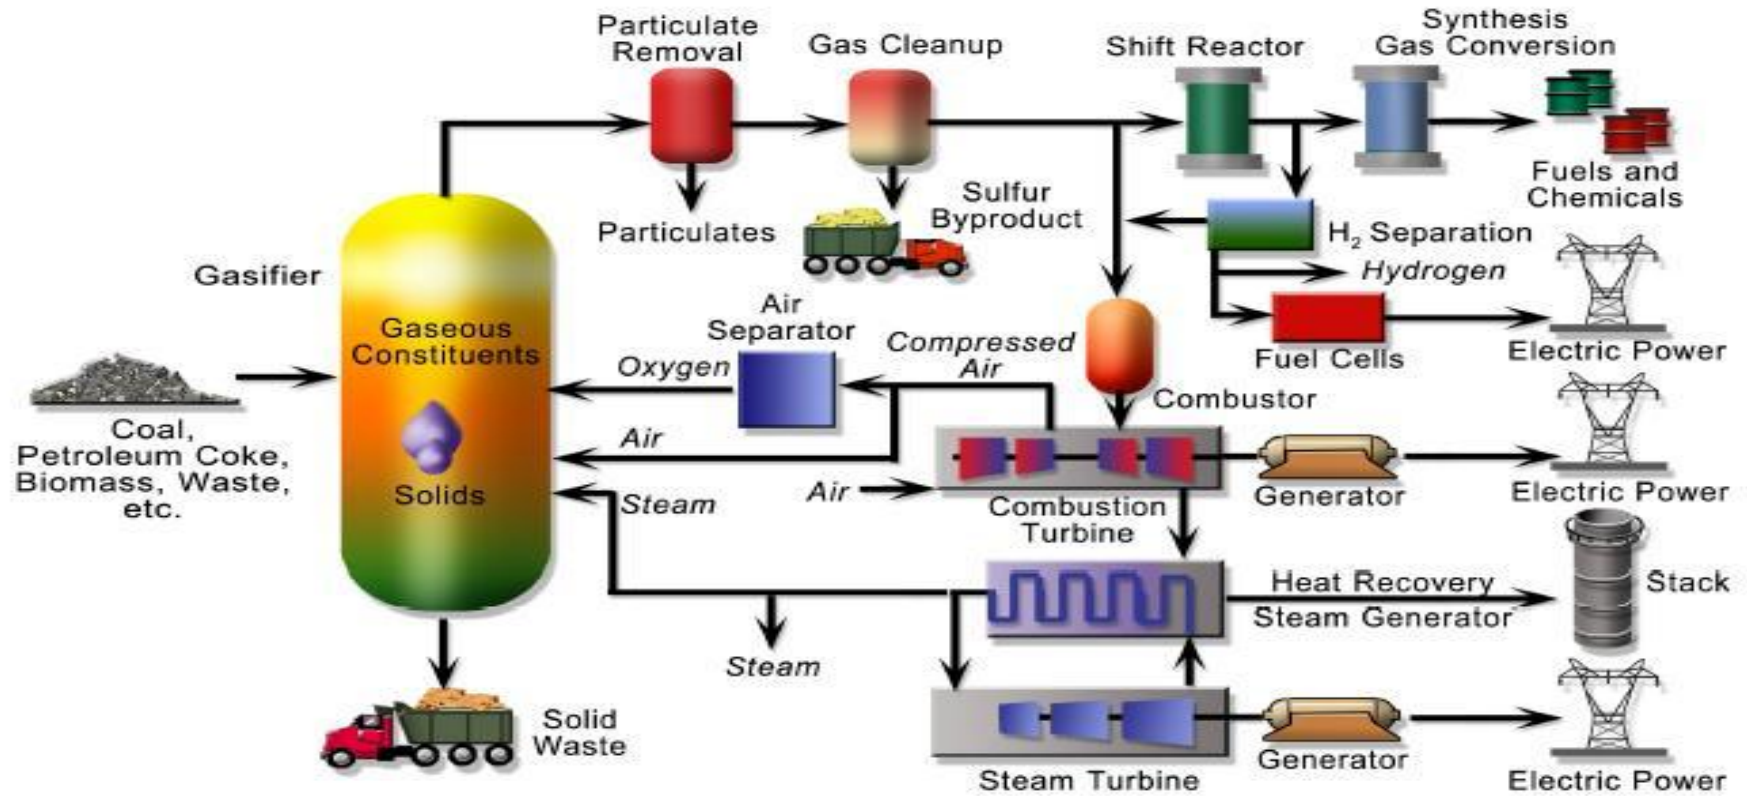 Particulate
Removal
Gas Cleanup
Shift Reactor
Synthesis
Gas Conversion
Fuels and
Chemicals
Particulates
Sulfur
Byproduct
H₂ Separation
Hydrogen
Gasifier
Gaseous
Constituents
Air
Separator
Oxygen
Compressed
Air
Fuel Cells
Electric Power
Coal,
Petroleum Coke,
Biomass, Waste,
etc.
Solids
Air
Steam
Air
Combustor
Combustion
Turbine
Generator
Electric Power
Heat Recovery
Steam Generator
Stack
Steam
Solid
Waste
Steam Turbine
Generator
Electric Power